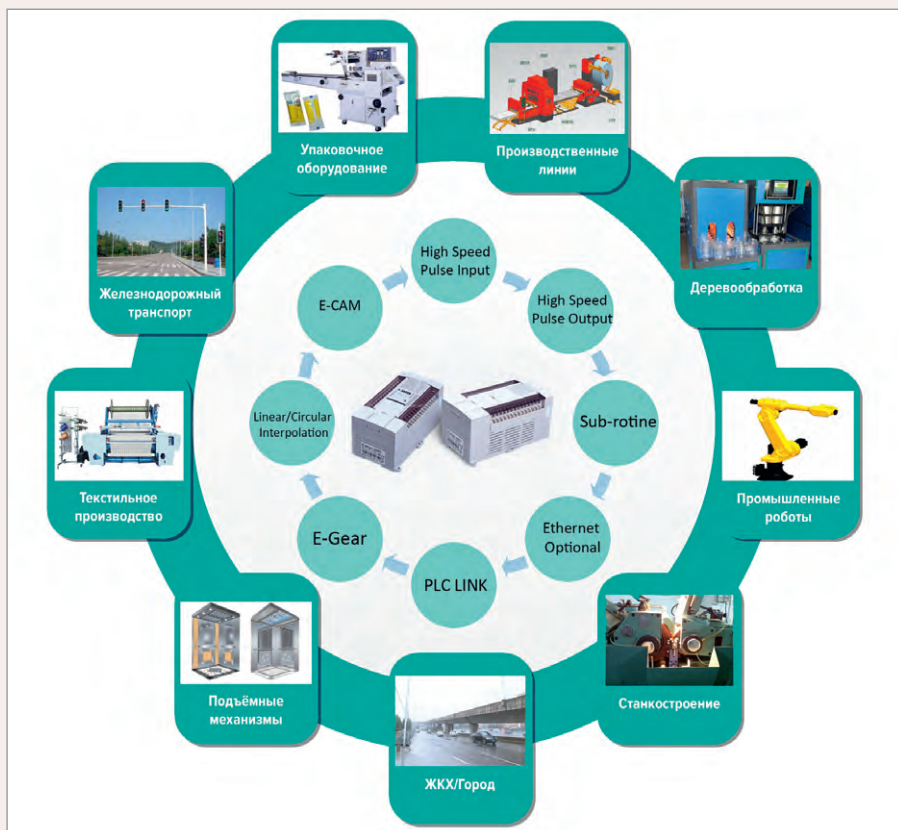 Упаковочное
оборудование
Производственные
линии
Железнодорожный
транспорт
Деревообработка
Текстильное
производство
Промышленные
роботы
Подъёмные
механизмы
Станкостроение
ЖКХ/Город
High Speed
Pulse Input
High Speed
Pulse Output
Sub-rotine
Ethernet
Optional
PLC LINK
E-Gear
Linear/Circular
Interpolation
E-CAM